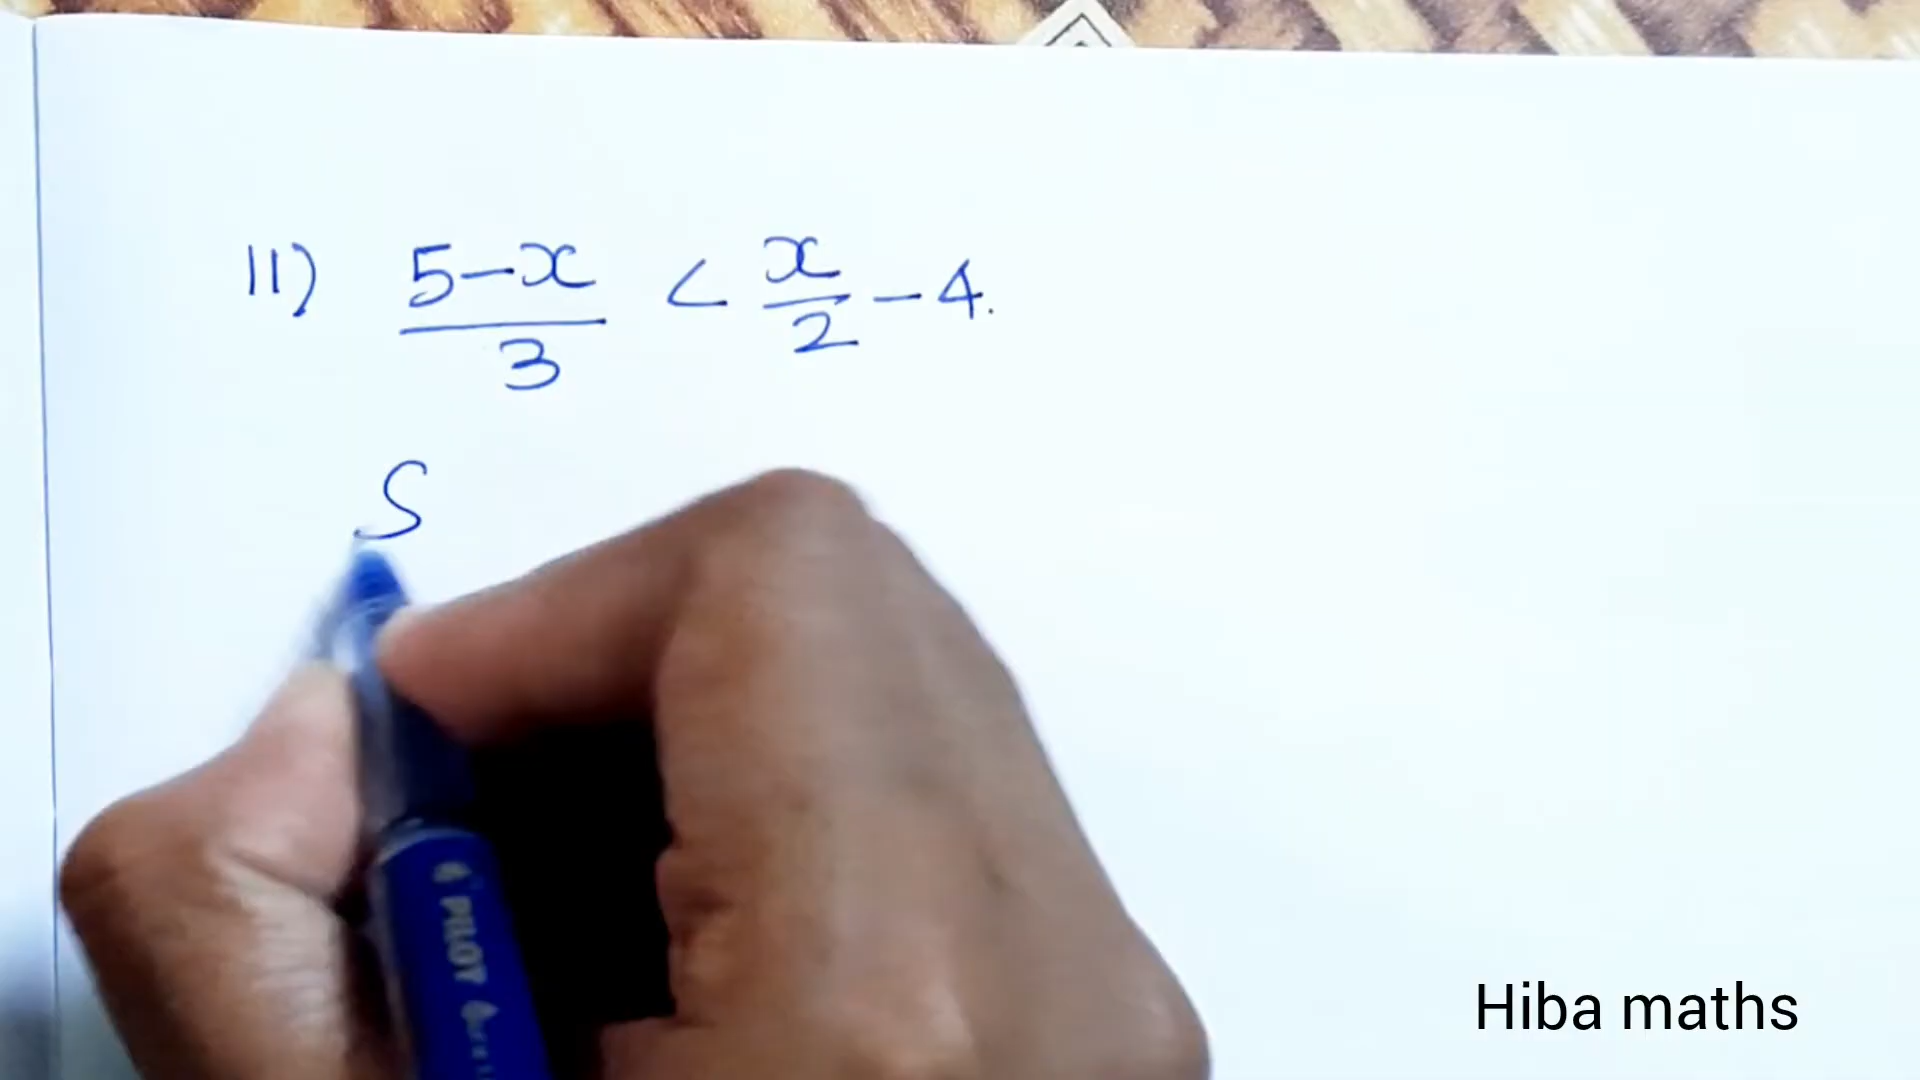 11) 5-x/3 < x/2 - 4.
S
PILOT
Hiba maths